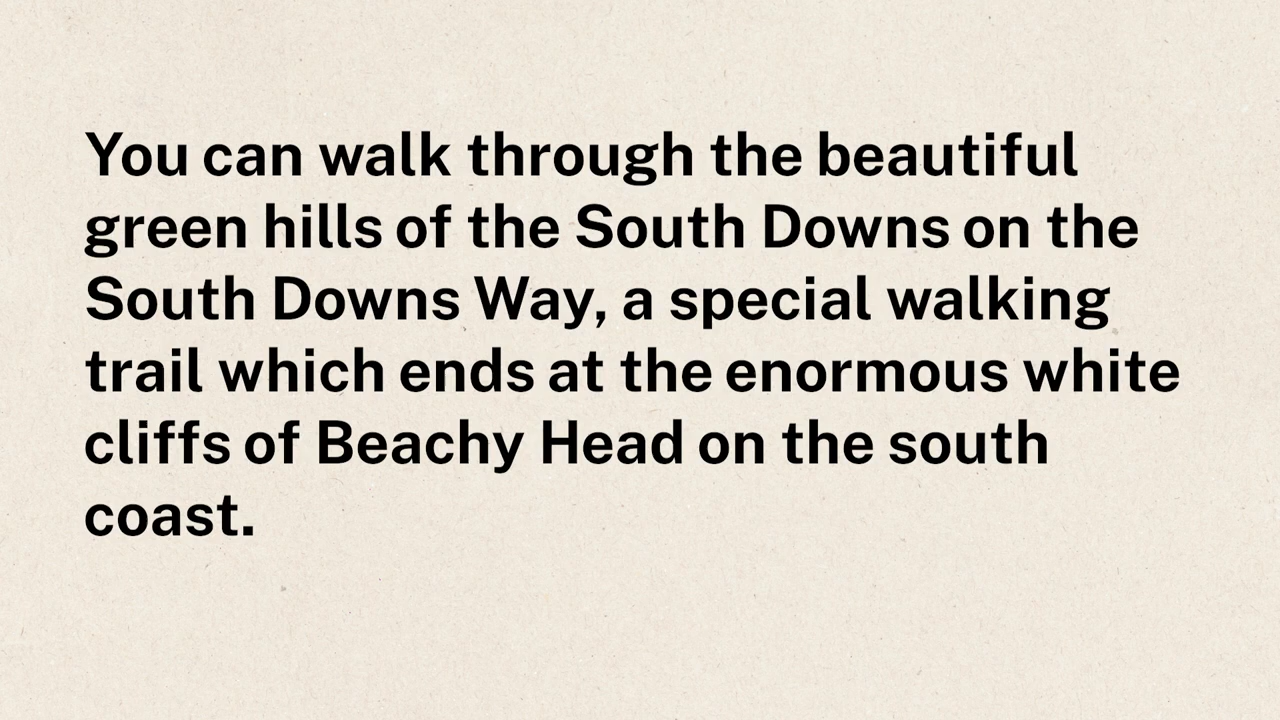 You can walk through the beautiful
green hills of the South Downs on the
South Downs Way, a special walking
trail which ends at the enormous white
cliffs of Beachy Head on the south
coast.